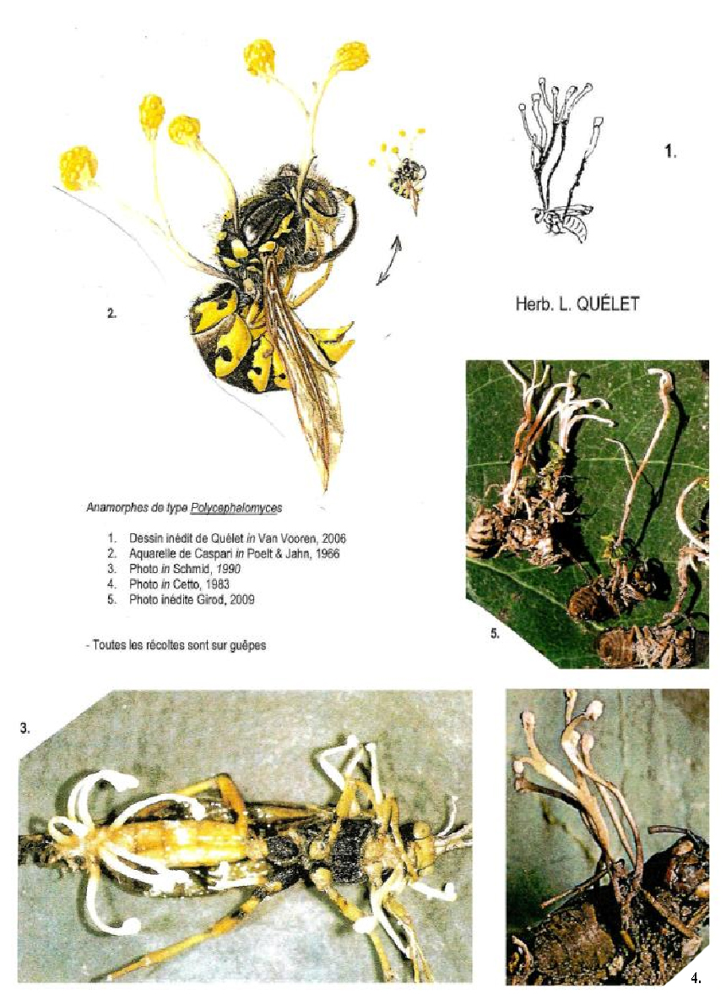 1.
Herb. L. QUÉLET
2.
Anamorphes de type Polycephalomyces
1. Dessin inédit de Quélet in Van Vooren, 2006
2. Aquarelle de Caspari in Poelt & Jahn, 1966
3. Photo in Schmid, 1990
4. Photo in Cetto, 1983
5. Photo inédite Girod, 2009
- Toutes les récoltes sont sur guêpes
5.
3.
4.